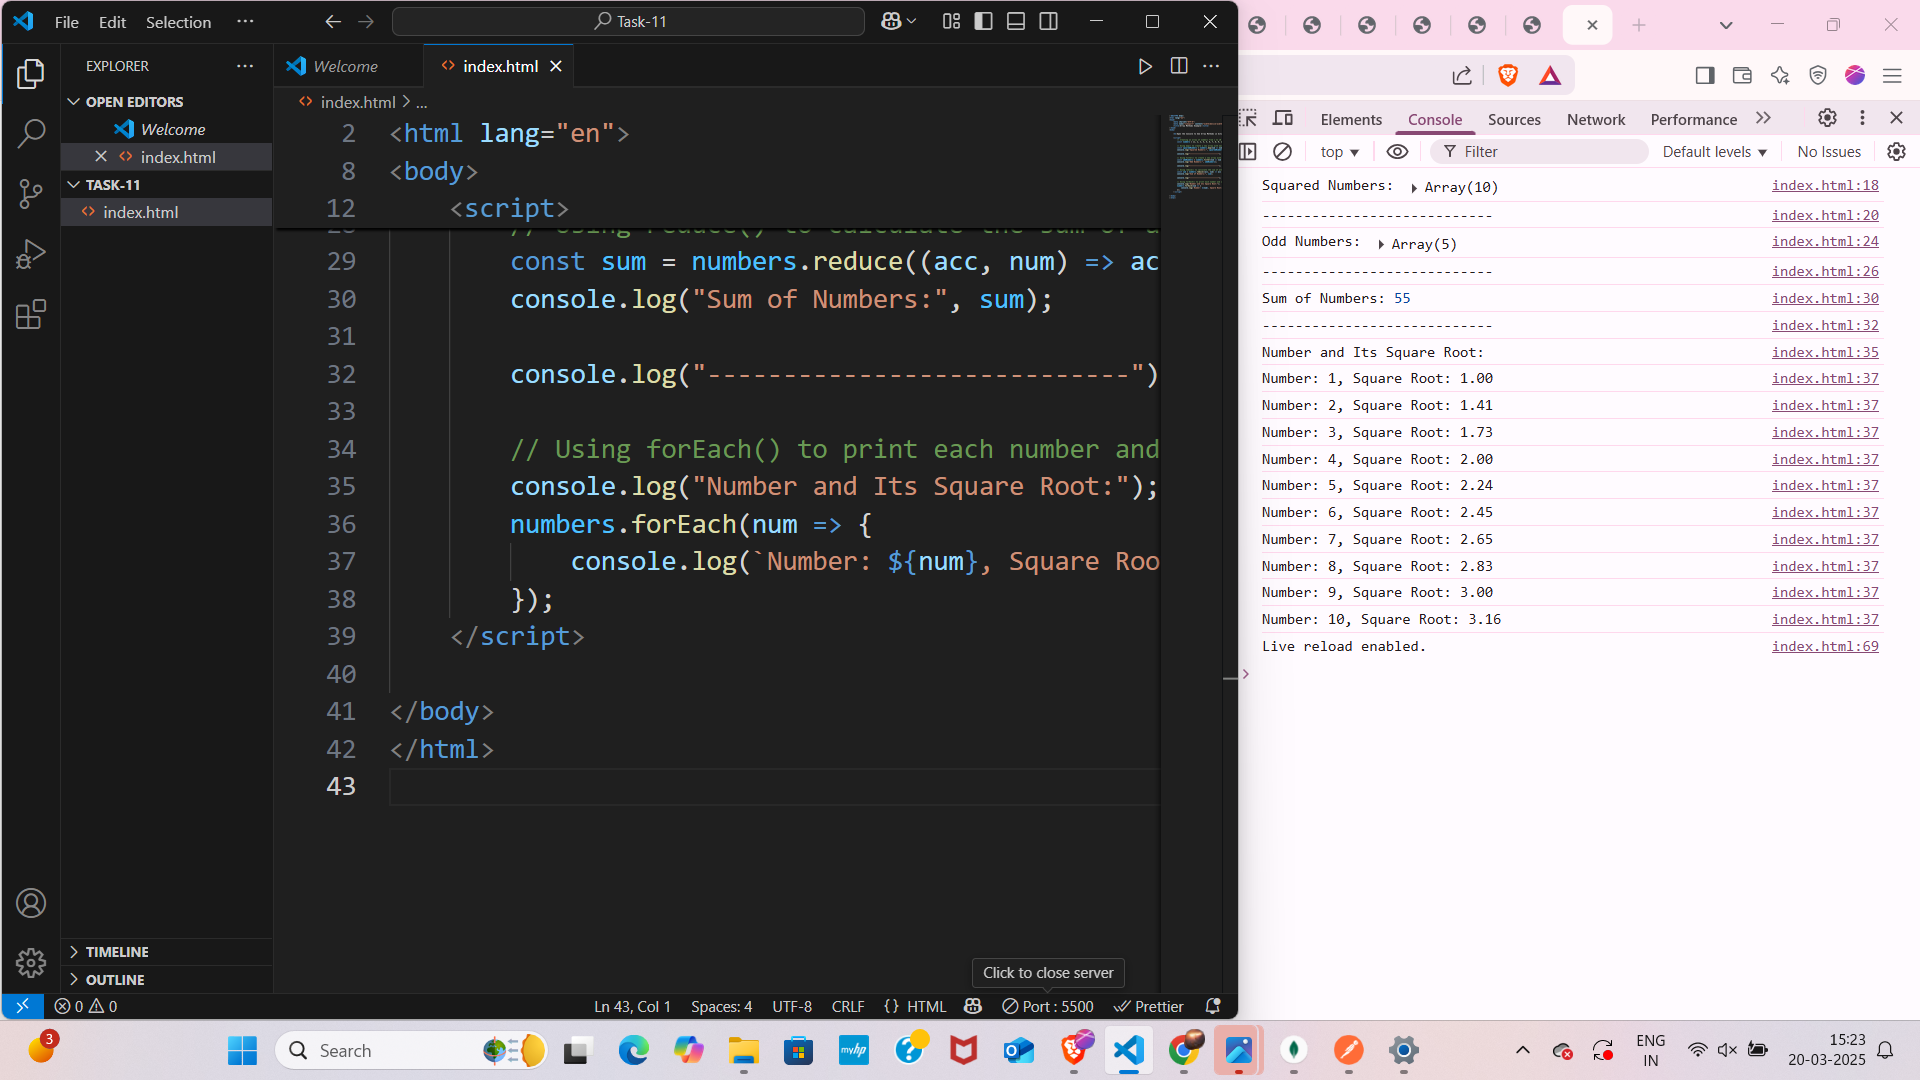 File Edit Selection ···
Task-11
EXPLORER
OPEN EDITORS
Welcome
index.html
TASK-11
index.html
TIMELINE
OUTLINE
Welcome
index.html
index.html > ...
2 <html lang="en">
8 <body>
12 <script>
29 const sum = numbers.reduce((acc, num) => ac
30 console.log("Sum of Numbers:", sum);
31
32 console.log("----------------------------")
33
34 // Using forEach() to print each number and
35 console.log("Number and Its Square Root:");
36 numbers.forEach(num => {
37 console.log(`Number: ${num}, Square Roo
38 });
39 </script>
40
41 </body>
42 </html>
43
Click to close server
0 0
Ln 43, Col 1 Spaces: 4 UTF-8 CRLF {} HTML Port : 5500 Prettier
Elements Console Sources Network Performance
top Filter Default levels No Issues
Squared Numbers: Array(10) index.html:18
---------------------------- index.html:20
Odd Numbers: Array(5) index.html:24
---------------------------- index.html:26
Sum of Numbers: 55 index.html:30
---------------------------- index.html:32
Number and Its Square Root: index.html:35
Number: 1, Square Root: 1.00 index.html:37
Number: 2, Square Root: 1.41 index.html:37
Number: 3, Square Root: 1.73 index.html:37
Number: 4, Square Root: 2.00 index.html:37
Number: 5, Square Root: 2.24 index.html:37
Number: 6, Square Root: 2.45 index.html:37
Number: 7, Square Root: 2.65 index.html:37
Number: 8, Square Root: 2.83 index.html:37
Number: 9, Square Root: 3.00 index.html:37
Number: 10, Square Root: 3.16 index.html:37
Live reload enabled. index.html:69
3
Search
myhp
ENG
IN
15:23
20-03-2025